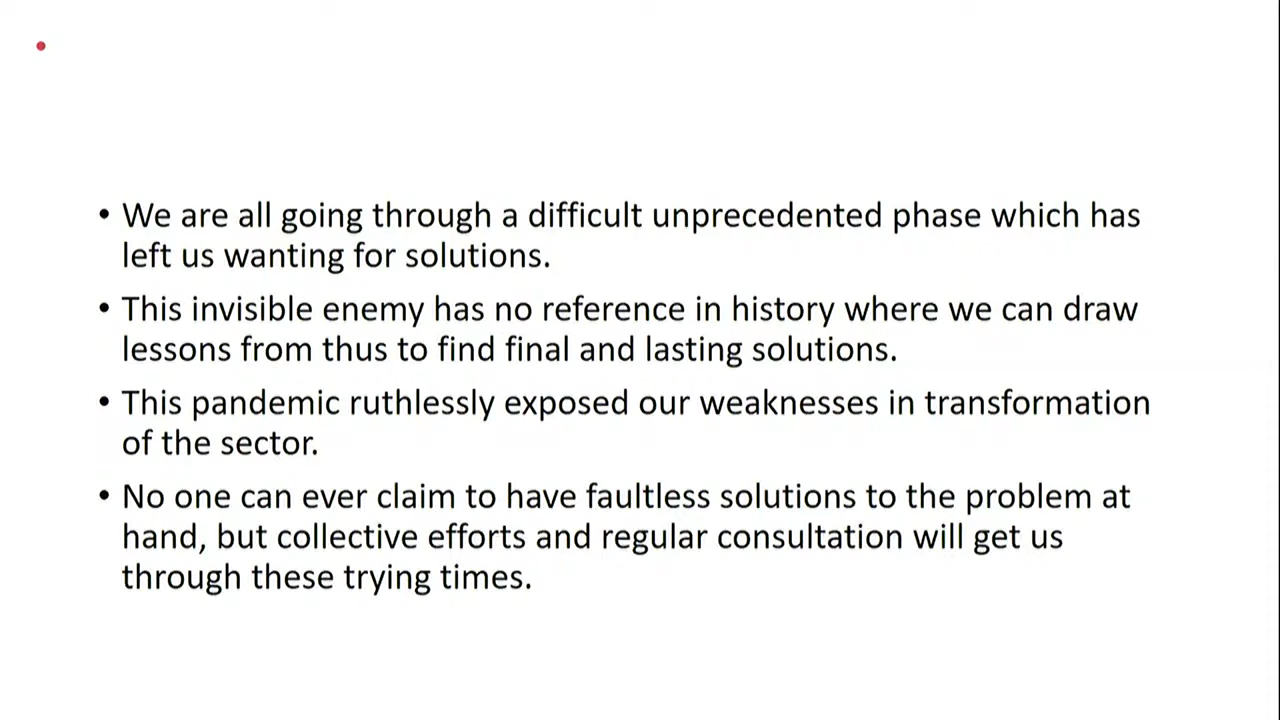 • We are all going through a difficult unprecedented phase which has
left us wanting for solutions.
• This invisible enemy has no reference in history where we can draw
lessons from thus to find final and lasting solutions.
• This pandemic ruthlessly exposed our weaknesses in transformation
of the sector.
• No one can ever claim to have faultless solutions to the problem at
hand, but collective efforts and regular consultation will get us
through these trying times.